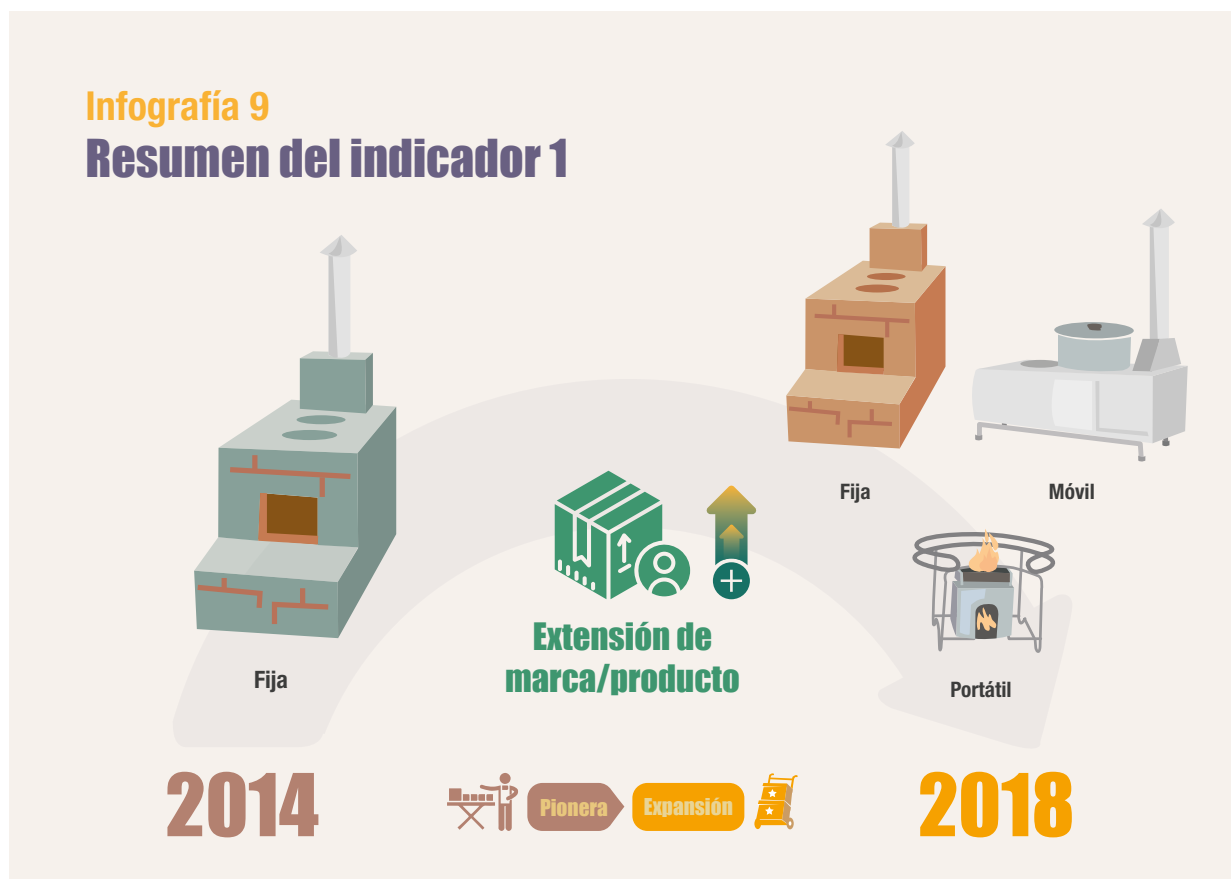 Infografía 9
Resumen del indicador 1
Fija
Fija
Móvil
Portátil
Extensión de
marca/producto
2014
Pionera
Expansión
2018